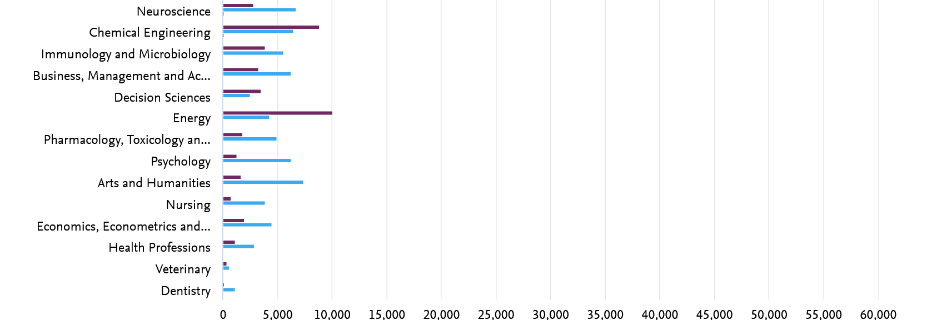 Neuroscience
Chemical Engineering
Immunology and Microbiology
Business, Management and Ac...
Decision Sciences
Energy
Pharmacology, Toxicology an...
Psychology
Arts and Humanities
Nursing
Economics, Econometrics and...
Health Professions
Veterinary
Dentistry
0 5,000 10,000 15,000 20,000 25,000 30,000 35,000 40,000 45,000 50,000 55,000 60,000